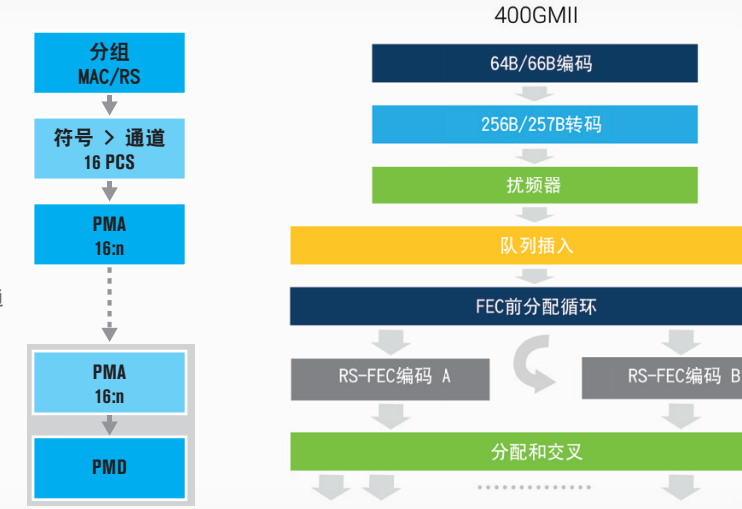 分组
MAC/RS
符号 > 通道
16 PCS
PMA
16:n
PMA
16:n
PMD
400GMII
64B/66B编码
256B/257B转码
扰频器
队列插入
FEC前分配循环
RS-FEC编码 A
RS-FEC编码 B
分配和交叉